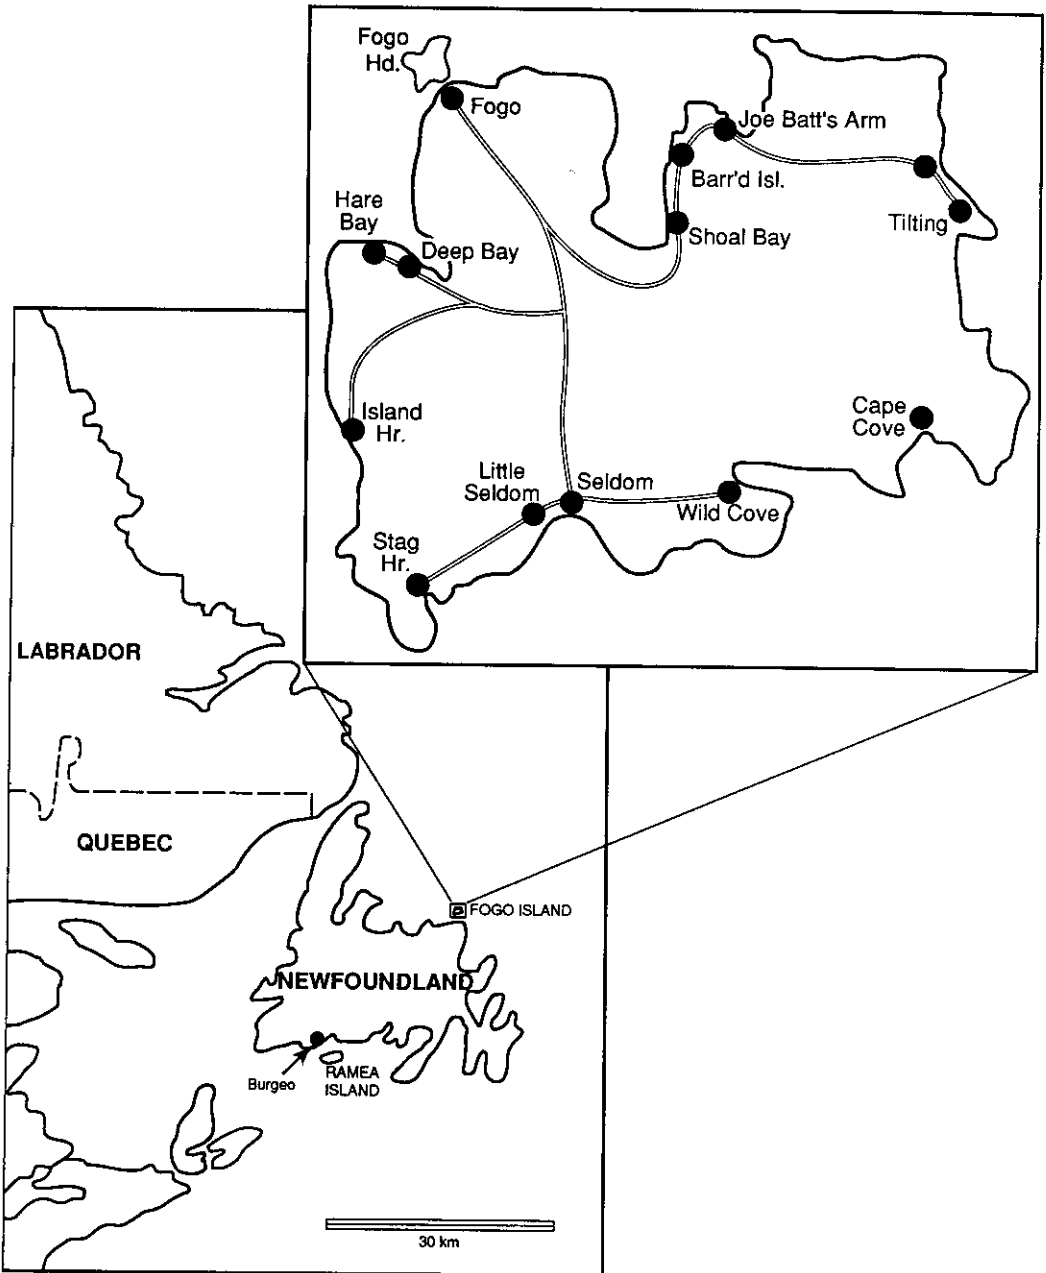 Fogo
Hd.
Fogo
Joe Batt's Arm
Barr'd Isl.
Hare
Bay
Deep Bay
Shoal Bay
Tilting
Island
Hr.
Cape
Cove
Little
Seldom
Seldom
Wild Cove
Stag
Hr.
LABRADOR
QUEBEC
FOGO ISLAND
NEWFOUNDLAND
Burgeo
RAMEA
ISLAND
30 km